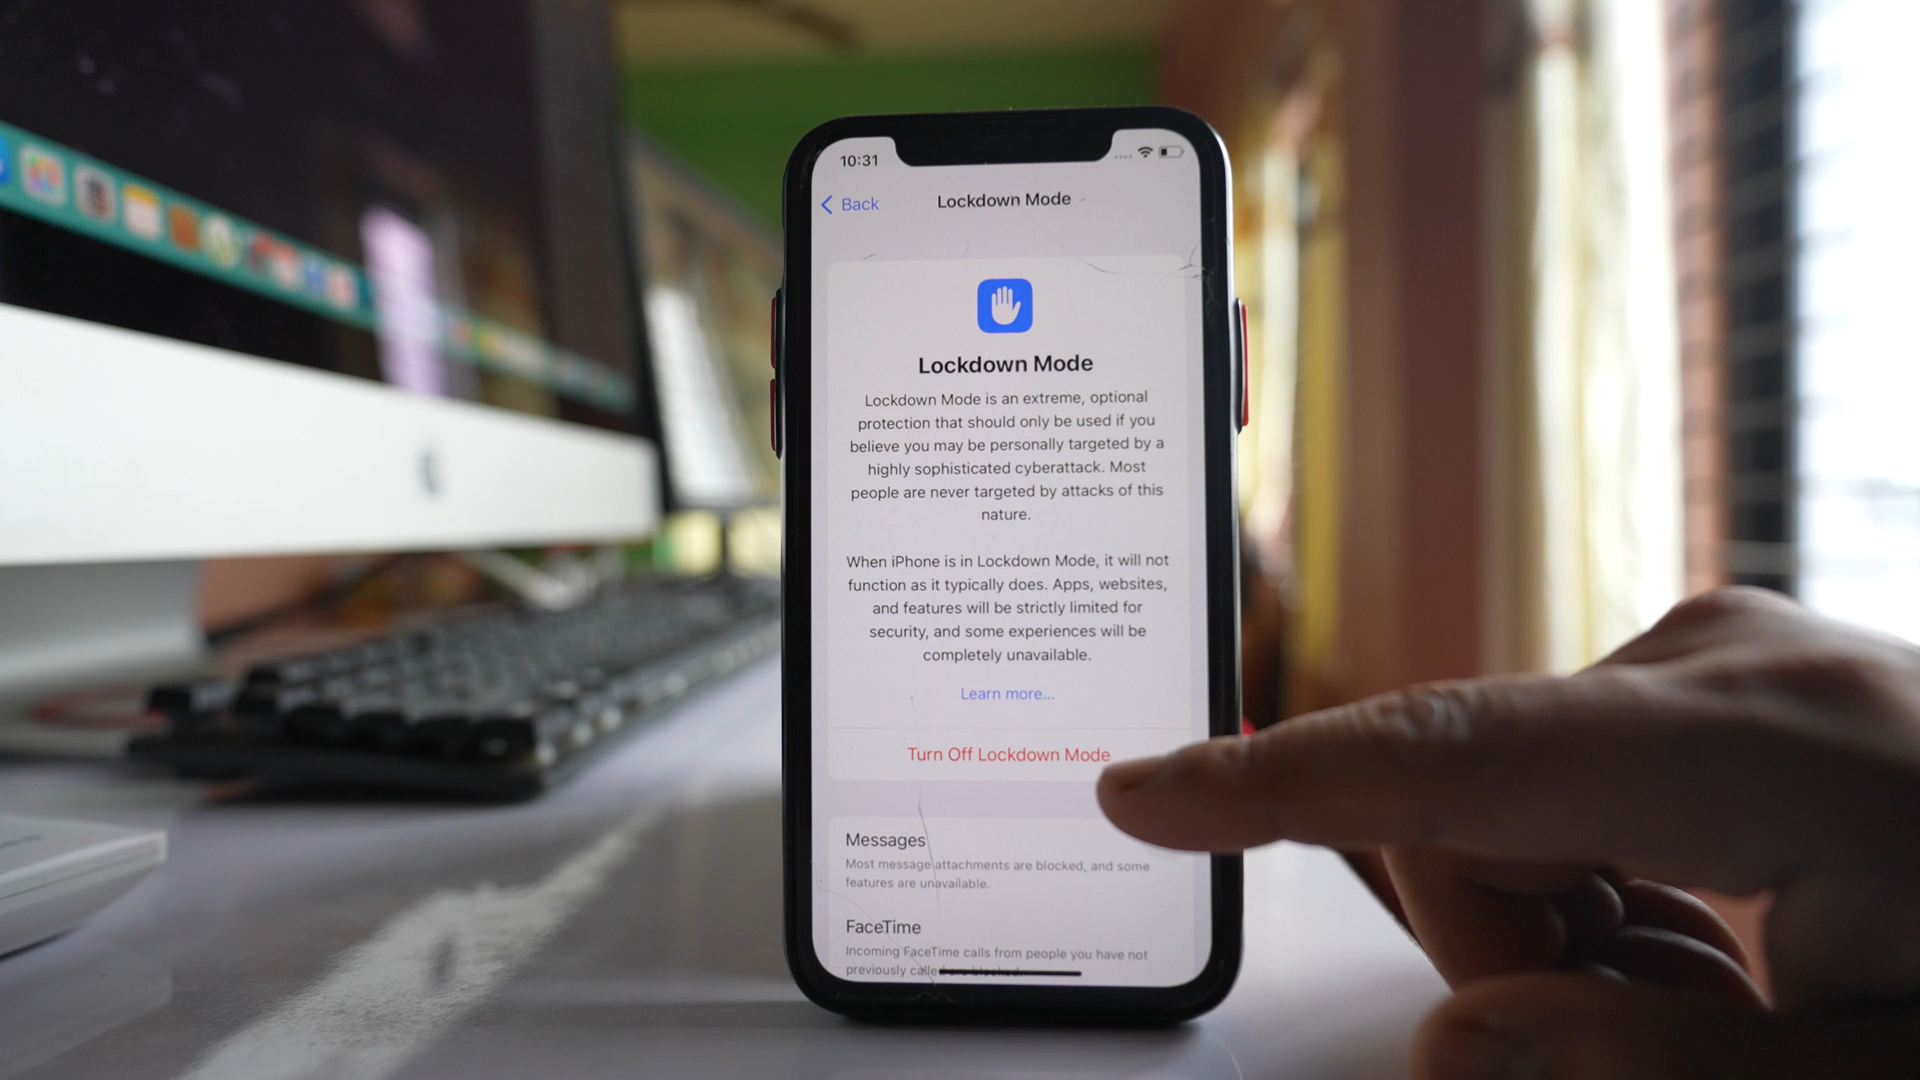 10:31
Back
Lockdown Mode
Lockdown Mode
Lockdown Mode is an extreme, optional
protection that should only be used if you
believe you may be personally targeted by a
highly sophisticated cyberattack. Most
people are never targeted by attacks of this
nature.
When iPhone is in Lockdown Mode, it will not
function as it typically does. Apps, websites,
and features will be strictly limited for
security, and some experiences will be
completely unavailable.
Learn more...
Turn Off Lockdown Mode
Messages
Most message attachments are blocked, and some
features are unavailable.
FaceTime
Incoming FaceTime calls from people you have not
previously called are blocked.